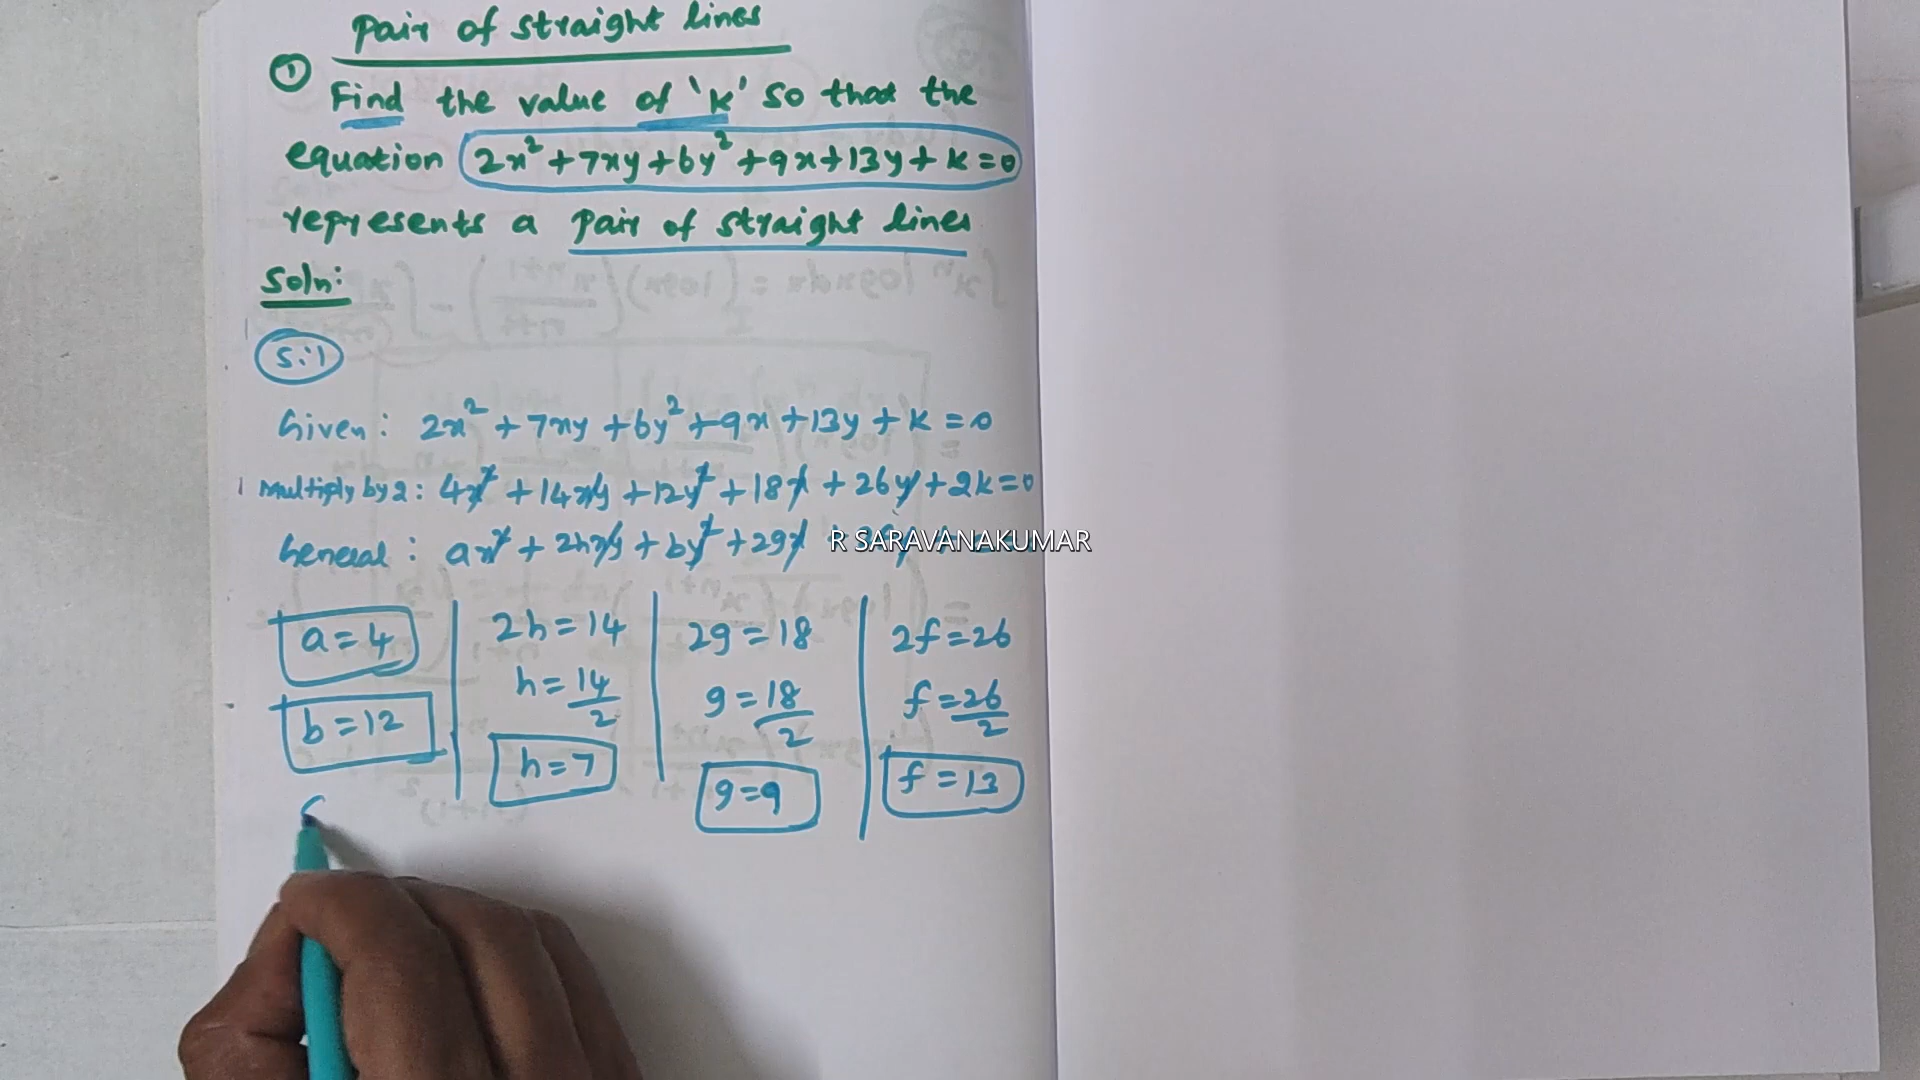 Pair of straight lines
① Find the value of 'k' so that the
equation 2x² + 7xy + 6y² + 9x + 13y + k = 0
represents a pair of straight lines
Soln:
S:1
Given: 2x² + 7xy + 6y² + 9x + 13y + k = 0
Multiply by 2: 4x² + 14xy + 12y² + 18x + 26y + 2k = 0
General: ax² + 2hxy + by² + 2gx +
R SARAVANAKUMAR
a = 4 2h = 14 2g = 18 2f = 26
h = 14/2 g = 18/2 f = 26/2
b = 12 h = 7 g = 9 f = 13